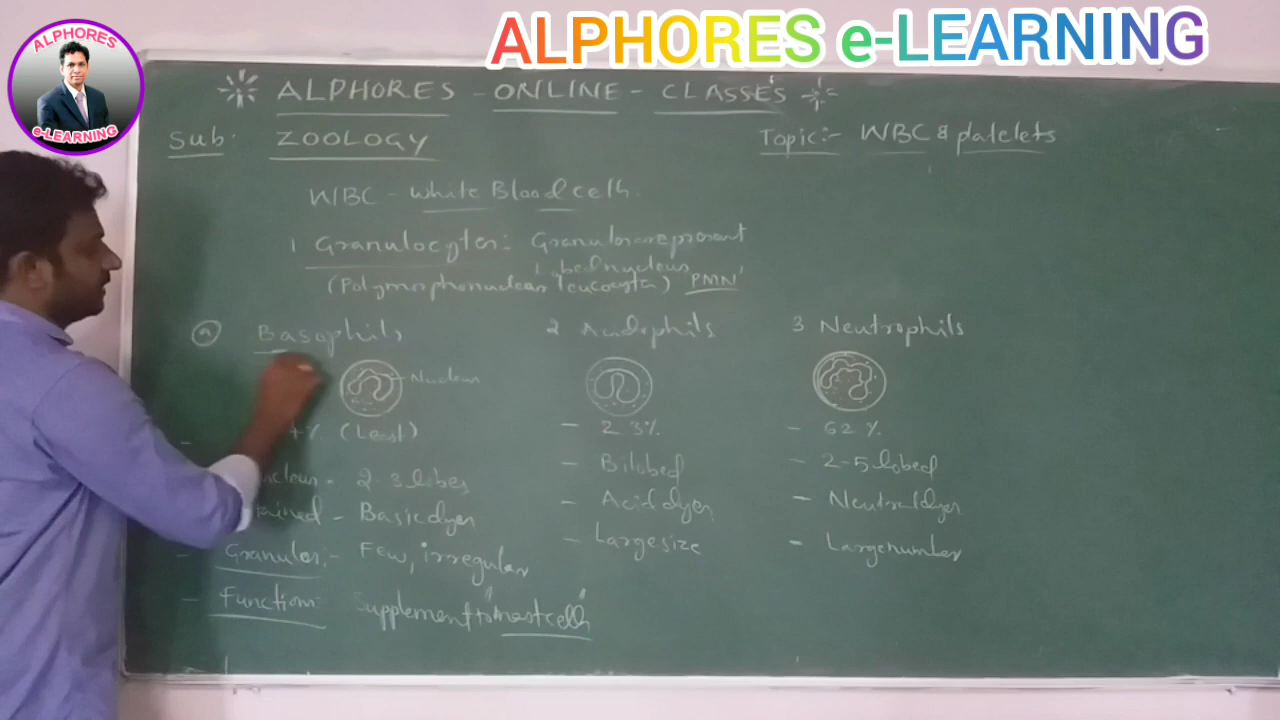 ALPHORES e-LEARNING
ALPHORES
e-LEARNING
ALPHORES - ONLINE - CLASSES
Sub: ZOOLOGY
Topic:- WBC & platelets
WBC - White Blood cells
1 Granulocytes: Granules are present
Lobed nucleus
(Polymorphonuclear leucocytes) PMN
(a) Basophils
2 Acidophils
3 Neutrophils
Nucleus
% (Least)
- 2 3%
- 62 %
2-3 lobes
- Bilobed
- 2-5 lobed
- Basic dyes
- Acid dyes
- Neutral dyes
- Granules:- Few, irregular
- Large size
- Large number
- Functions: Supplement to mast cells